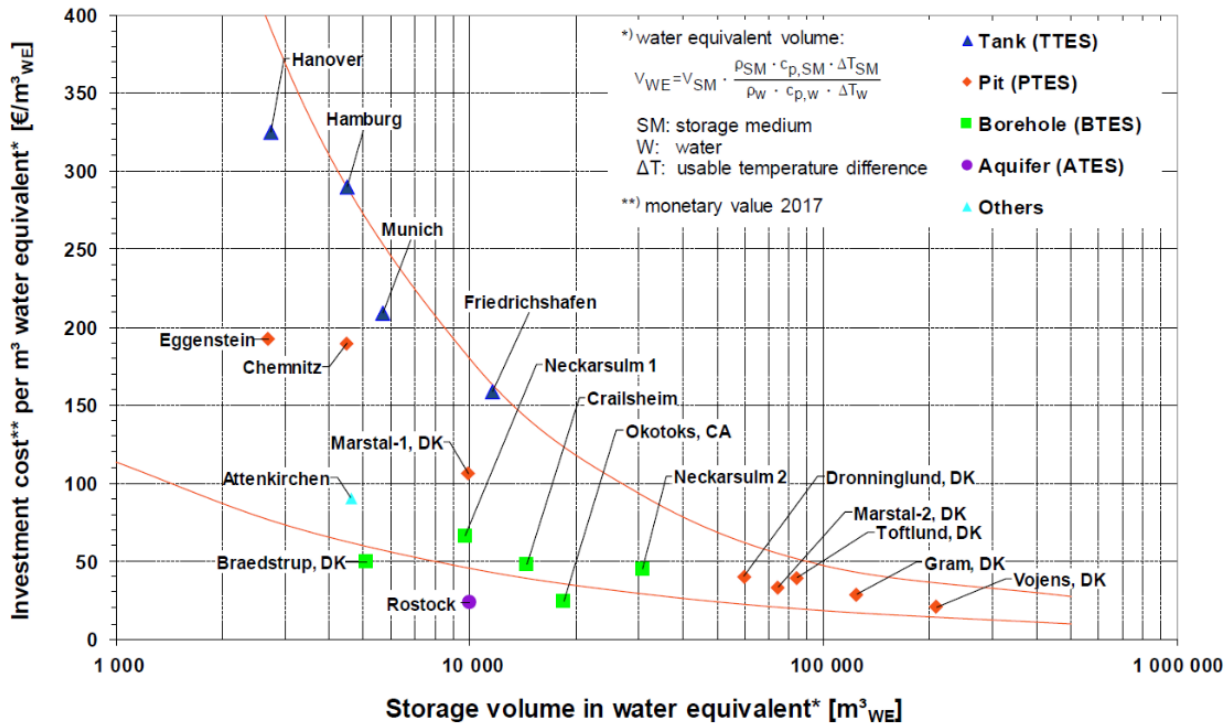 Investment cost** per m³ water equivalent* [€/m³WE]
400
350
300
250
200
150
100
50
0
1 000
10 000
100 000
1 000 000
Storage volume in water equivalent* [m³WE]
*) water equivalent volume:
VWE=VSM · ρSM · cp,SM · ΔTSM / ρw · cp,w · ΔTw
SM: storage medium
W: water
ΔT: usable temperature difference
**) monetary value 2017
Tank (TTES)
Pit (PTES)
Borehole (BTES)
Aquifer (ATES)
Others
Hanover
Hamburg
Munich
Friedrichshafen
Eggenstein
Chemnitz
Neckarsulm 1
Crailsheim
Okotoks, CA
Marstal-1, DK
Attenkirchen
Neckarsulm 2
Dronninglund, DK
Marstal-2, DK
Toftlund, DK
Braedstrup, DK
Gram, DK
Vojens, DK
Rostock